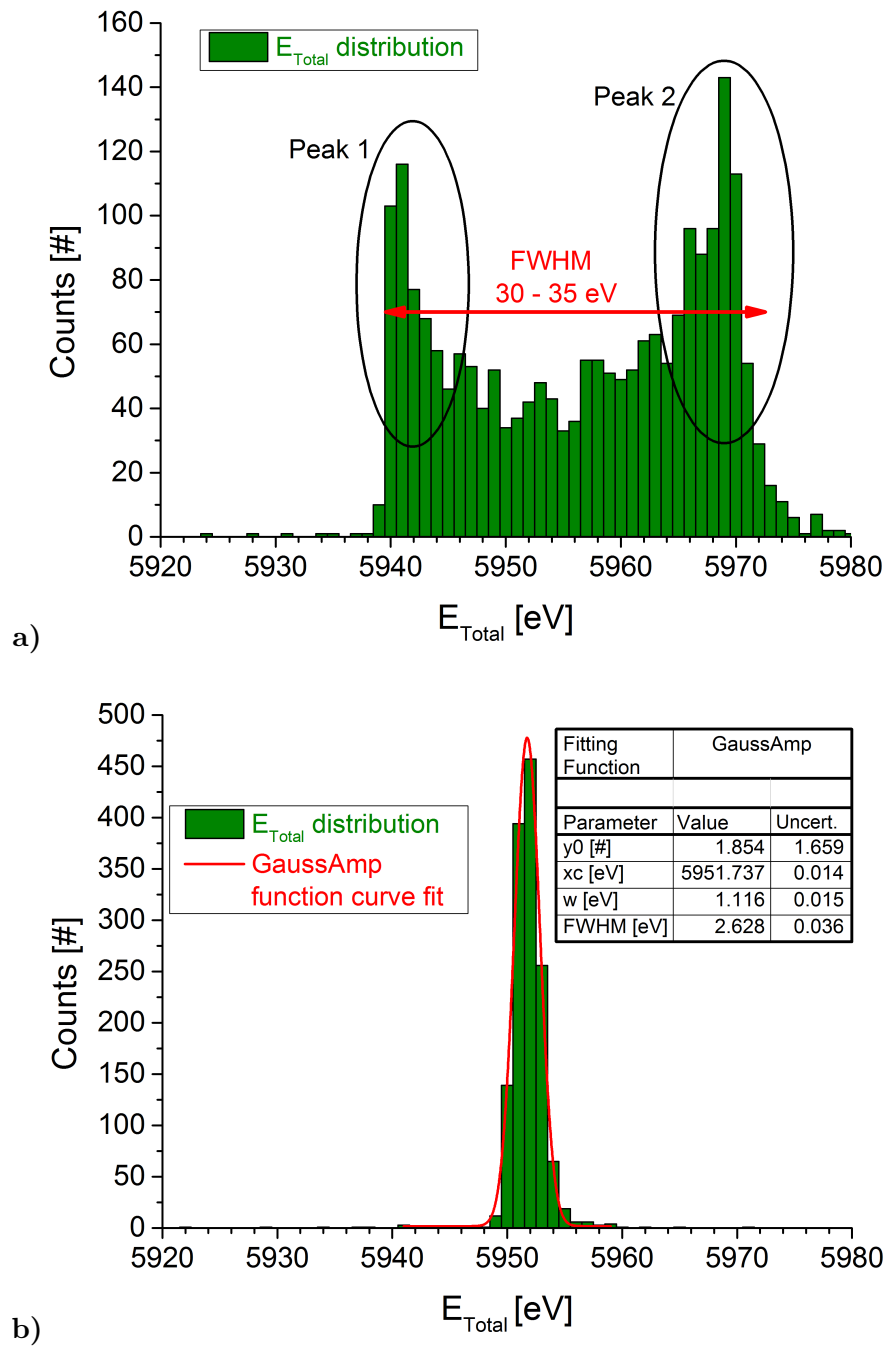 160
140
120
100
80
60
40
20
0
Counts [#]
E_Total distribution
Peak 1
Peak 2
FWHM
30 - 35 eV
5920 5930 5940 5950 5960 5970 5980
E_Total [eV]
a)
500
450
400
350
300
250
200
150
100
50
0
Counts [#]
E_Total distribution
GaussAmp
function curve fit
Fitting Function GaussAmp
Parameter Value Uncert.
y0 [#] 1.854 1.659
xc [eV] 5951.737 0.014
w [eV] 1.116 0.015
FWHM [eV] 2.628 0.036
5920 5930 5940 5950 5960 5970 5980
E_Total [eV]
b)